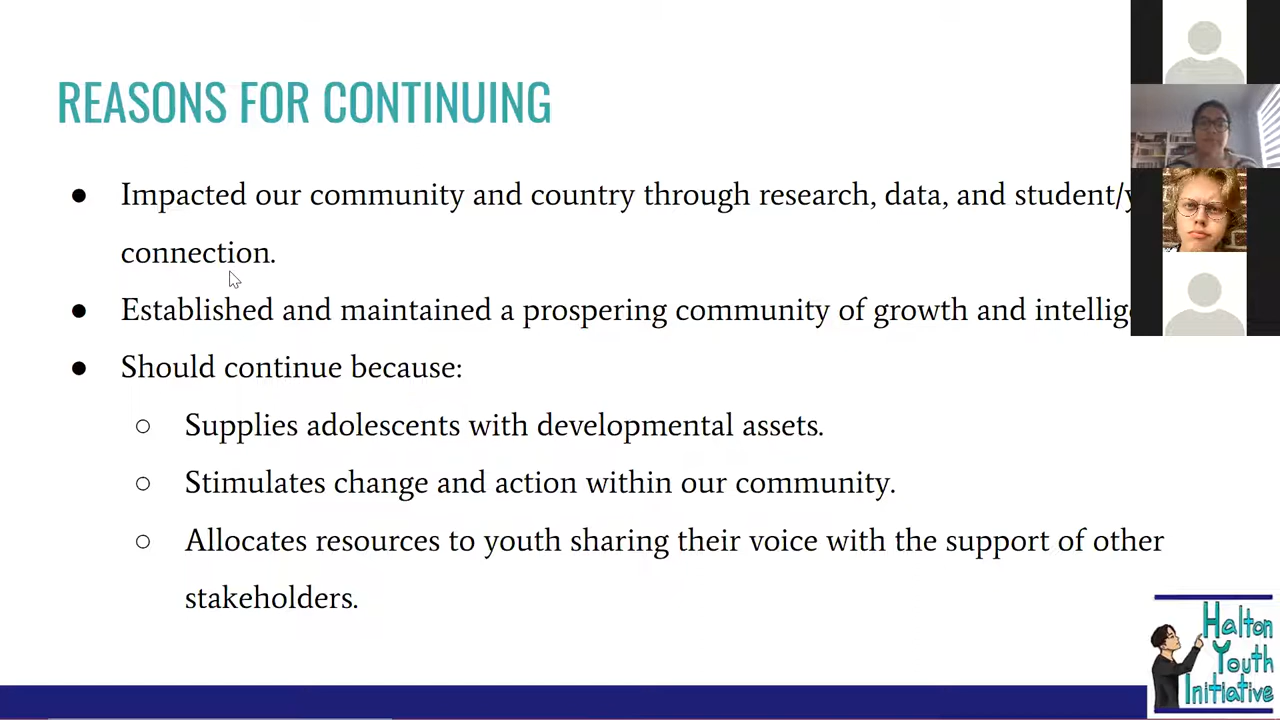 REASONS FOR CONTINUING
● Impacted our community and country through research, data, and student/
connection.
● Established and maintained a prospering community of growth and
● Should continue because:
○ Supplies adolescents with developmental assets.
○ Stimulates change and action within our community.
○ Allocates resources to youth sharing their voice with the support of other
stakeholders.
Halton
Youth
Initiative